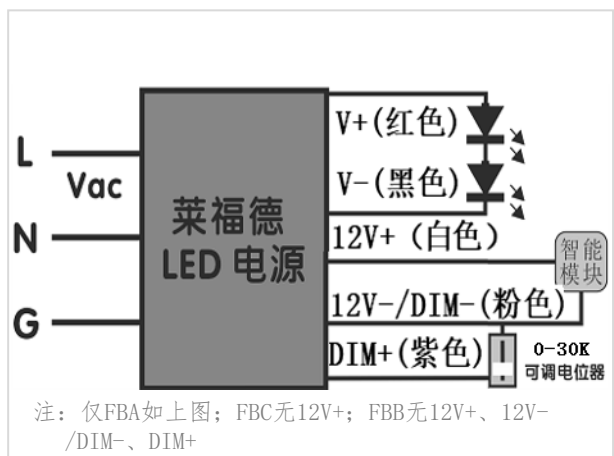 V+(红色)
L
Vac
V-(黑色)
莱福德
LED 电源
N
12V+ (白色)
智能
模块
12V-/DIM-(粉色)
G
DIM+(紫色)
0-30K
可调电位器
注: 仅FBA如上图; FBC无12V+; FBB无12V+、12V-
/DIM-、DIM+